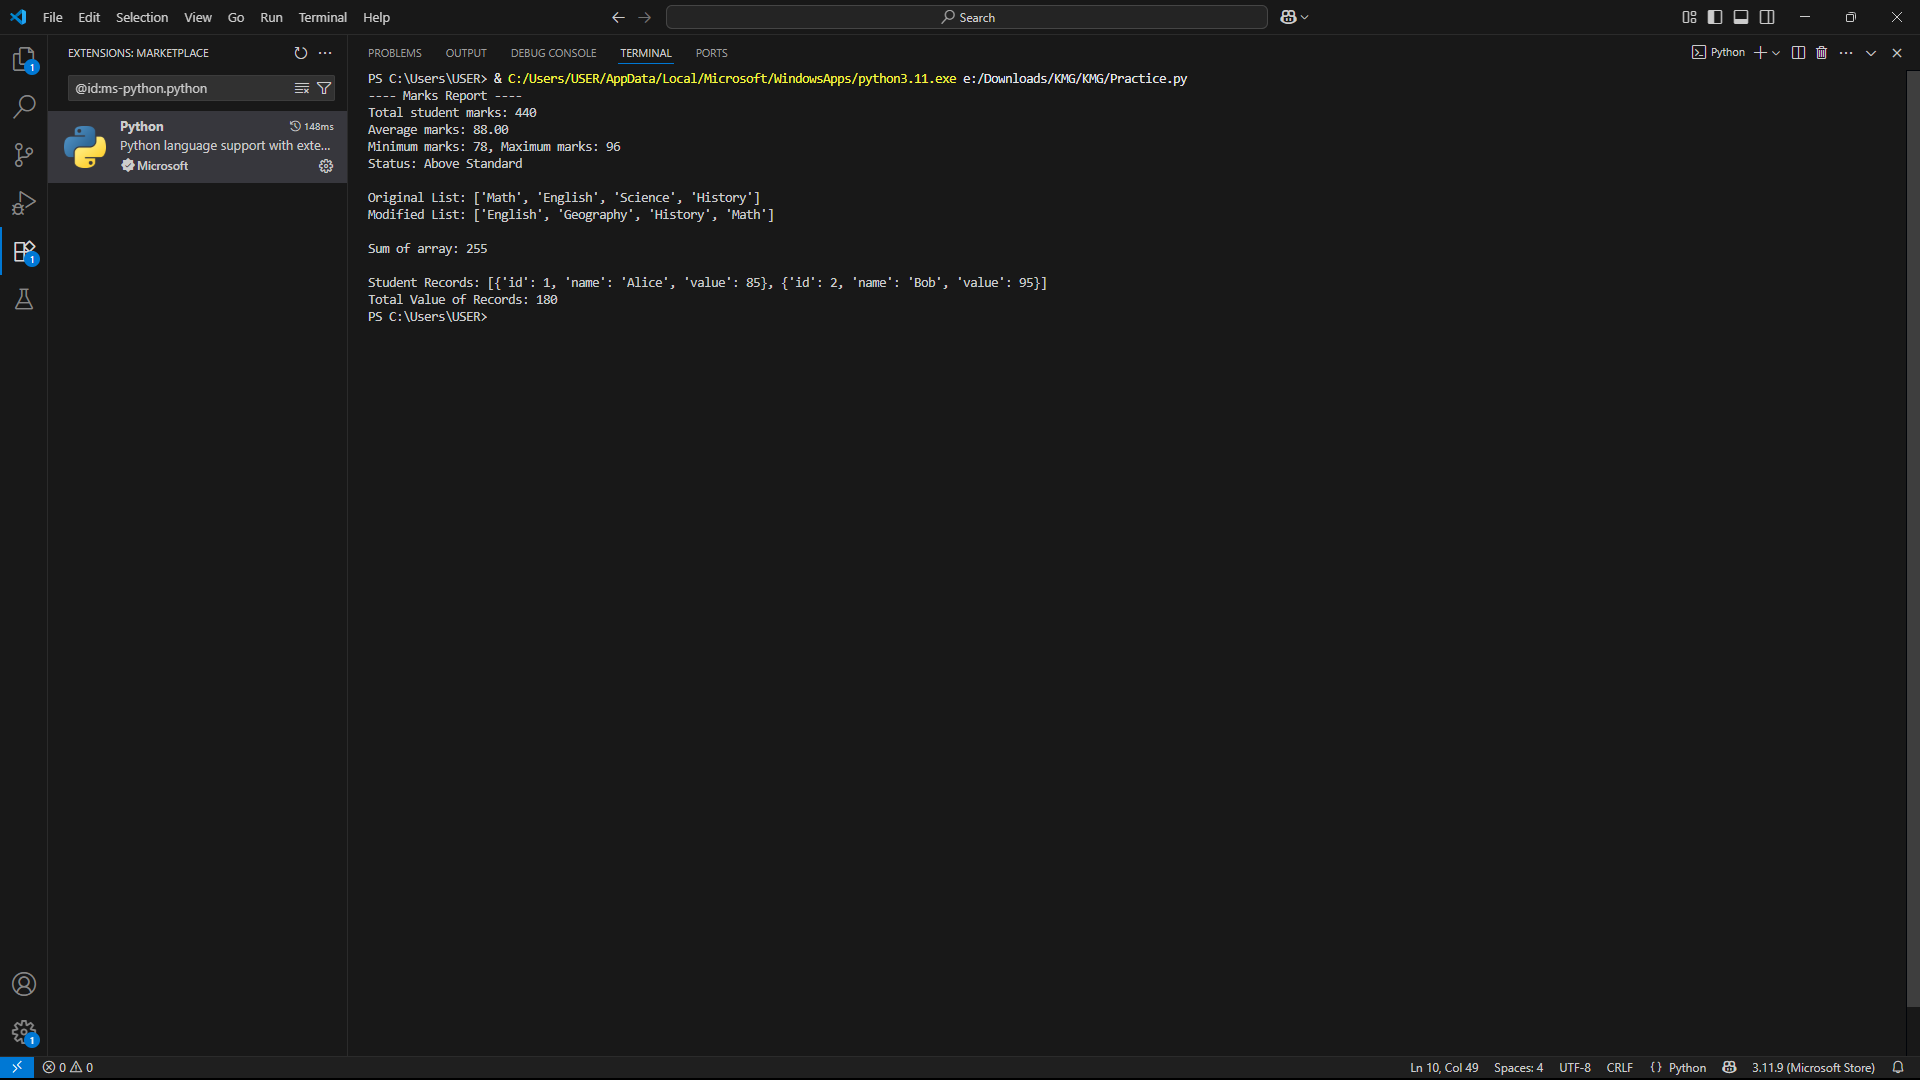 File Edit Selection View Go Run Terminal Help
Search
EXTENSIONS: MARKETPLACE
@id:ms-python.python
Python 148ms
Python language support with exte...
Microsoft
1
1
1
PROBLEMS OUTPUT DEBUG CONSOLE TERMINAL PORTS
Python
PS C:\Users\USER> & C:/Users/USER/AppData/Local/Microsoft/WindowsApps/python3.11.exe e:/Downloads/KMG/KMG/Practice.py
---- Marks Report ----
Total student marks: 440
Average marks: 88.00
Minimum marks: 78, Maximum marks: 96
Status: Above Standard
Original List: ['Math', 'English', 'Science', 'History']
Modified List: ['English', 'Geography', 'History', 'Math']
Sum of array: 255
Student Records: [{'id': 1, 'name': 'Alice', 'value': 85}, {'id': 2, 'name': 'Bob', 'value': 95}]
Total Value of Records: 180
PS C:\Users\USER>
0 0
Ln 10, Col 49 Spaces: 4 UTF-8 CRLF {} Python 3.11.9 (Microsoft Store)